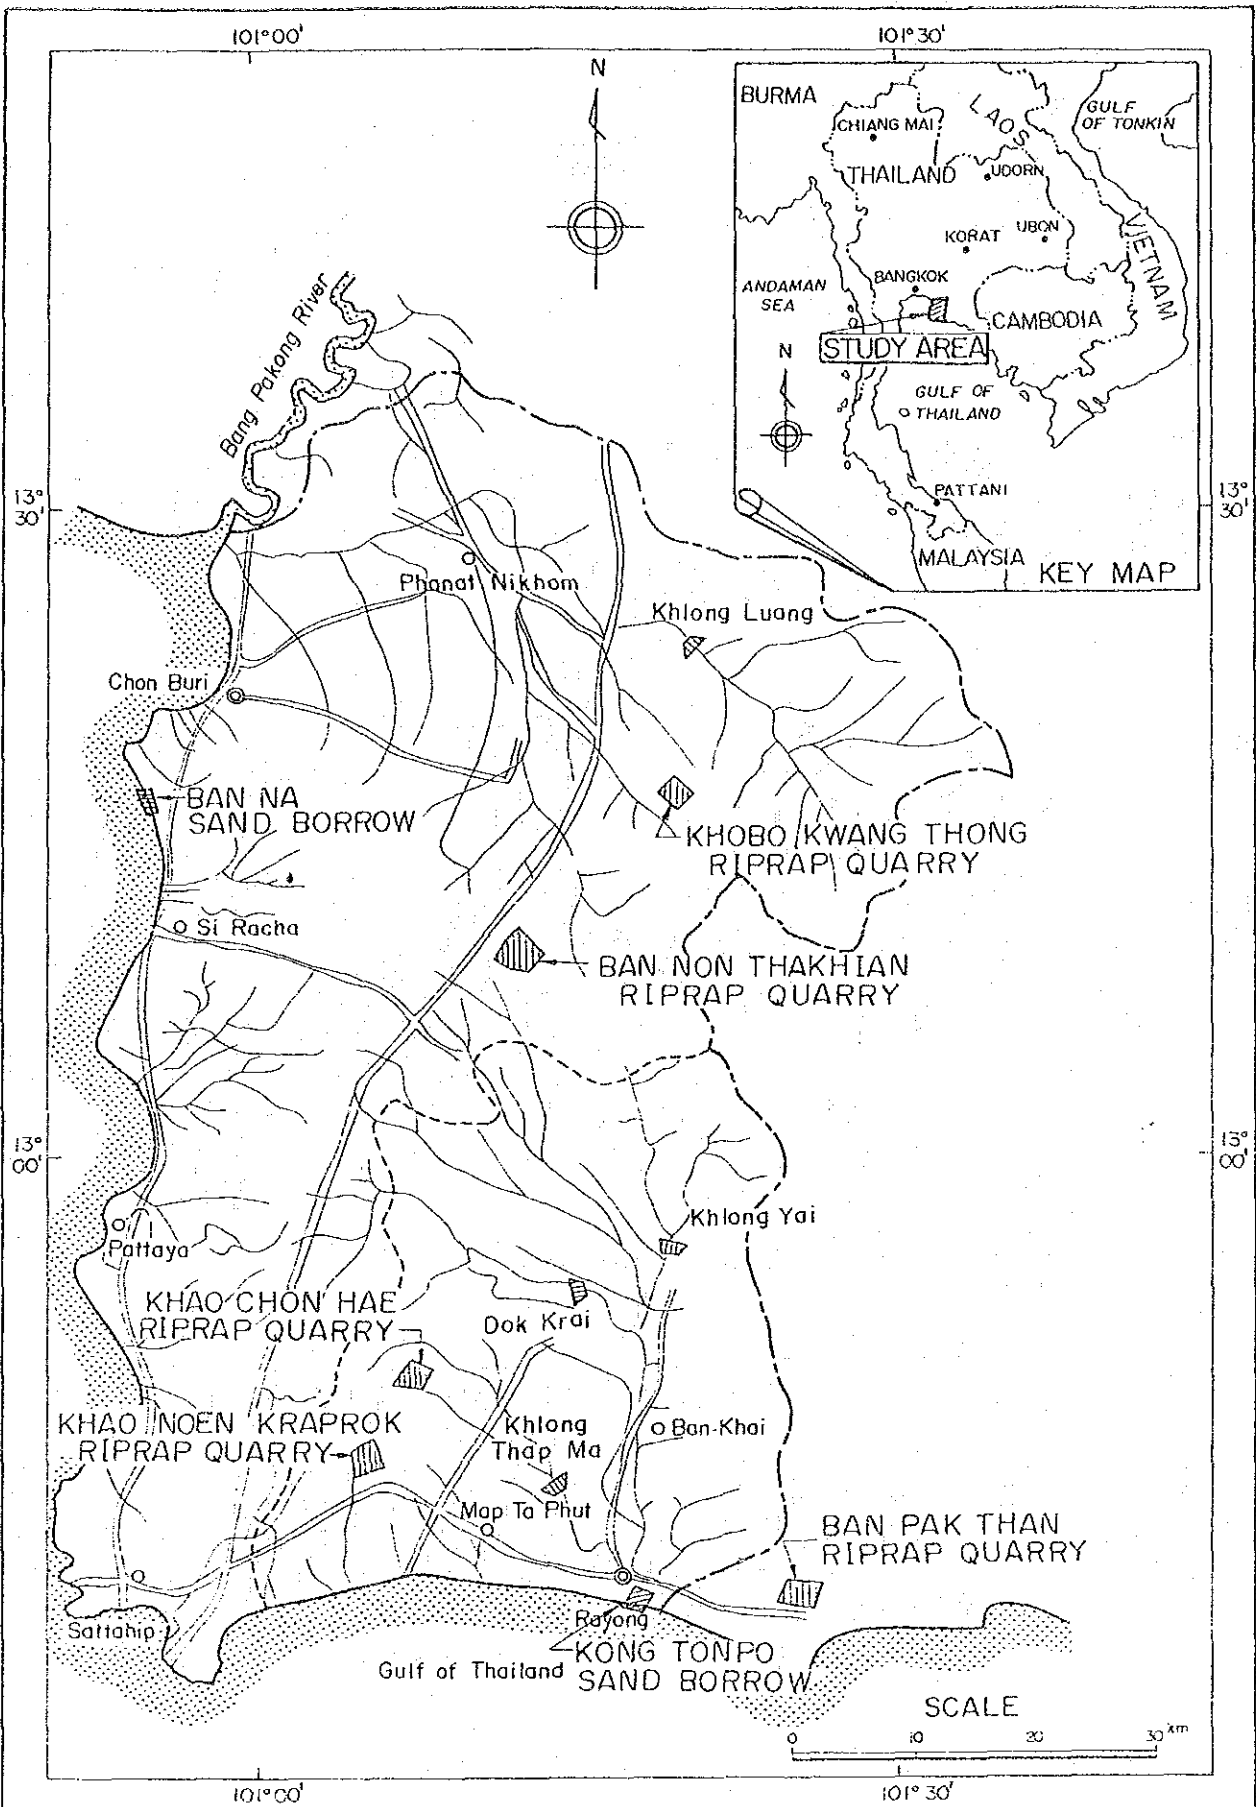 101°00'
101°30'
N
BURMA
CHIANG MAI
LAOS
GULF
OF TONKIN
THAILAND
UDORN
KORAT
UBON
VIETNAM
BANGKOK
ANDAMAN
SEA
CAMBODIA
N
STUDY AREA
GULF OF
THAILAND
PATTANI
MALAYSIA
KEY MAP
Bang Pakong River
13°
30'
13°
30'
Phanat Nikhom
Khlong Luang
Chon Buri
BAN NA
SAND BORROW
KHOBO KWANG THONG
RIPRAP QUARRY
Si Racha
BAN NON THAKHIAN
RIPRAP QUARRY
13°
00'
13°
00'
Khlong Yai
Pattaya
KHAO CHON HAE
RIPRAP QUARRY
Dok Krai
KHAO NOEN KRAPROK
RIPRAP QUARRY
Khlong
Thap Ma
Ban-Khai
Map Ta Phut
BAN PAK THAN
RIPRAP QUARRY
Sattahip
Rayong
KONG TONPO
SAND BORROW
Gulf of Thailand
SCALE
0 10 20 30 km
101°00'
101°30'